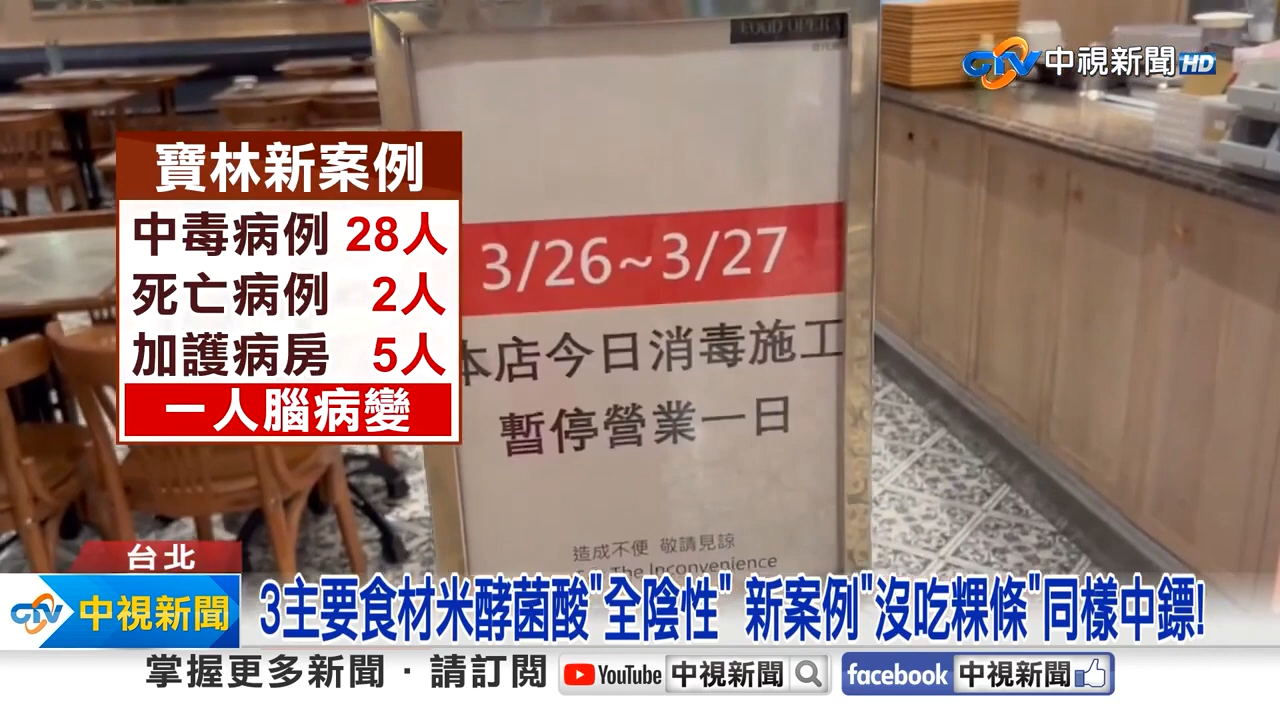 FOOD OPERA
CTV中視新聞HD
寶林新案例
中毒病例 28人
死亡病例 2人
加護病房 5人
一人腦病變
3/26~3/27
本店今日消毒施工
暫停營業一日
造成不便 敬請見諒
The Inconvenience
台北
CTV 中視新聞
3主要食材米酵菌酸"全陰性" 新案例"沒吃粿條"同樣中鏢!
掌握更多新聞・請訂閱 YouTube 中視新聞 facebook 中視新聞